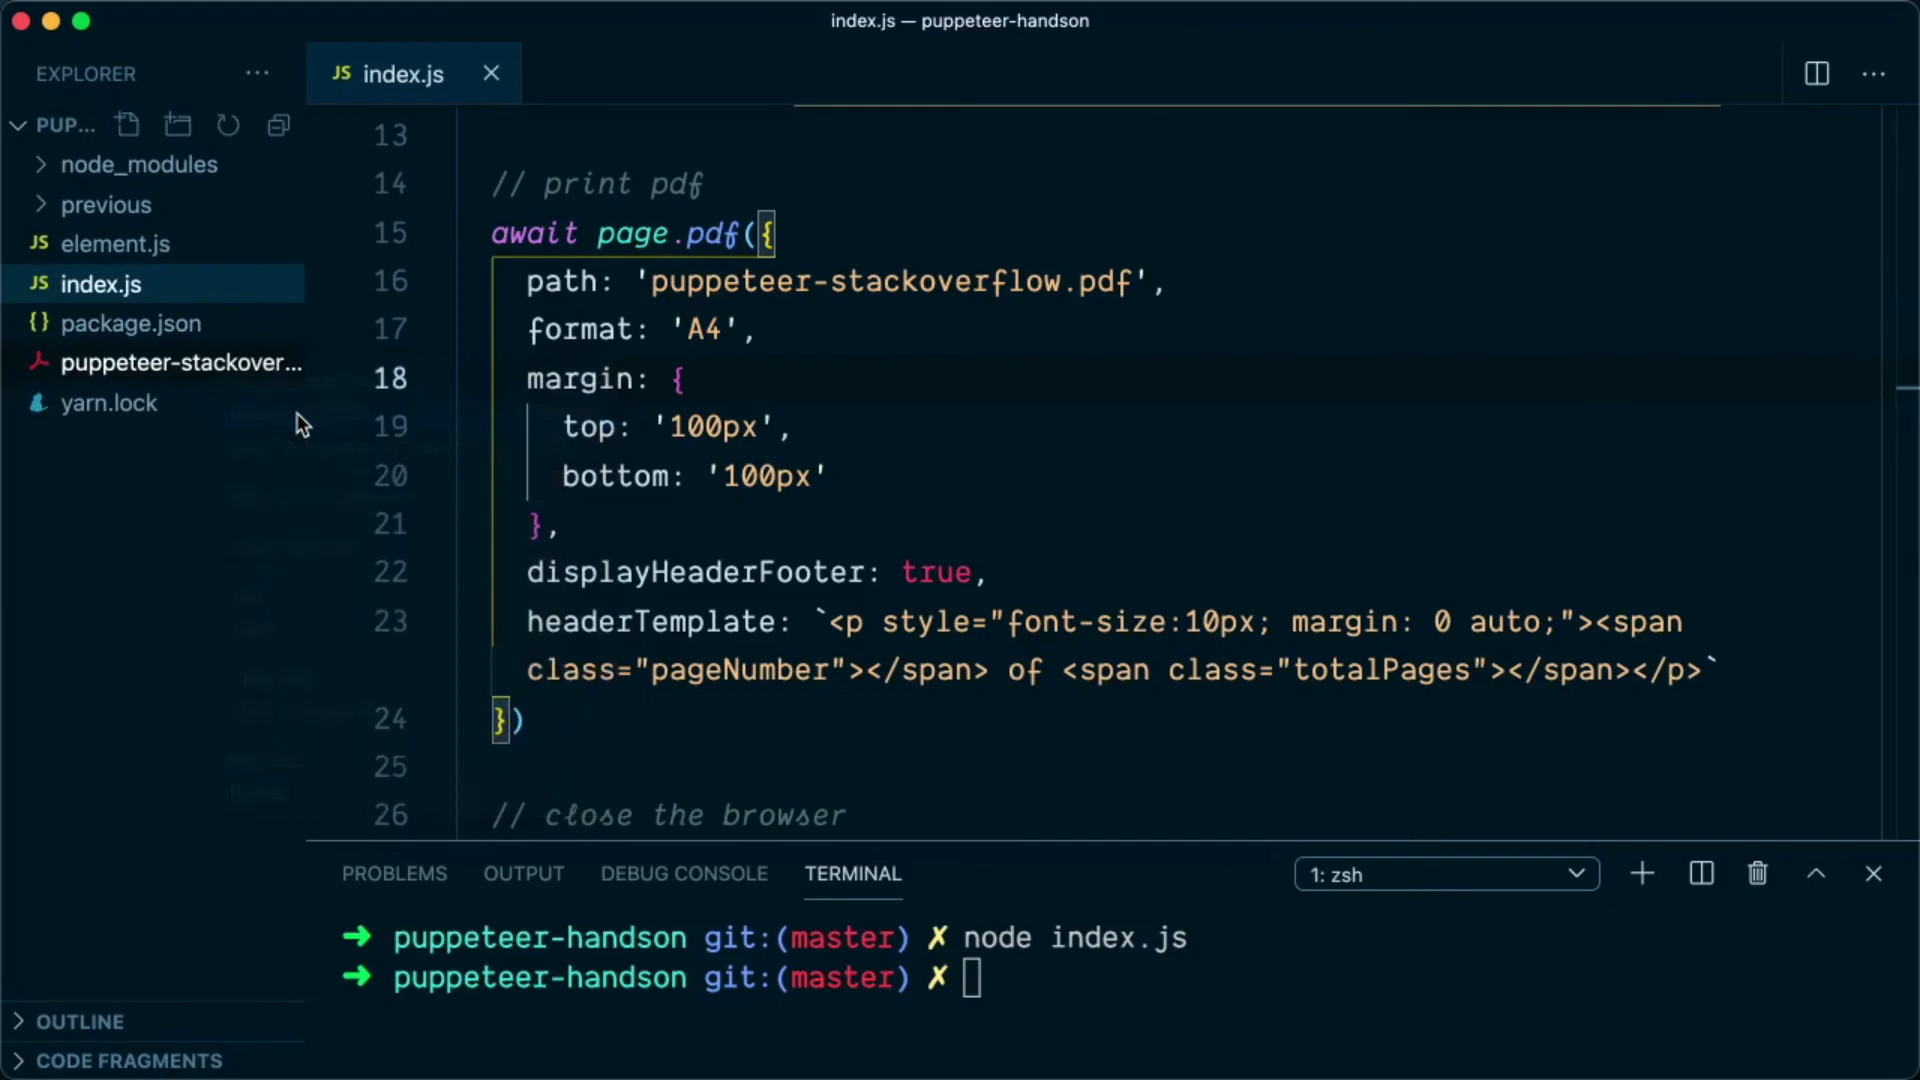 index.js — puppeteer-handson
EXPLORER
JS index.js
PUP...
node_modules
previous
JS element.js
JS index.js
{} package.json
puppeteer-stackover...
yarn.lock
OUTLINE
CODE FRAGMENTS
13
14 // print pdf
15 await page.pdf({
16 path: 'puppeteer-stackoverflow.pdf',
17 format: 'A4',
18 margin: {
19 top: '100px',
20 bottom: '100px'
21 },
22 displayHeaderFooter: true,
23 headerTemplate: `<p style="font-size:10px; margin: 0 auto;"><span
class="pageNumber"></span> of <span class="totalPages"></span></p>`
24 })
25
26 // close the browser
PROBLEMS OUTPUT DEBUG CONSOLE TERMINAL 1: zsh
➜ puppeteer-handson git:(master) ✗ node index.js
➜ puppeteer-handson git:(master) ✗